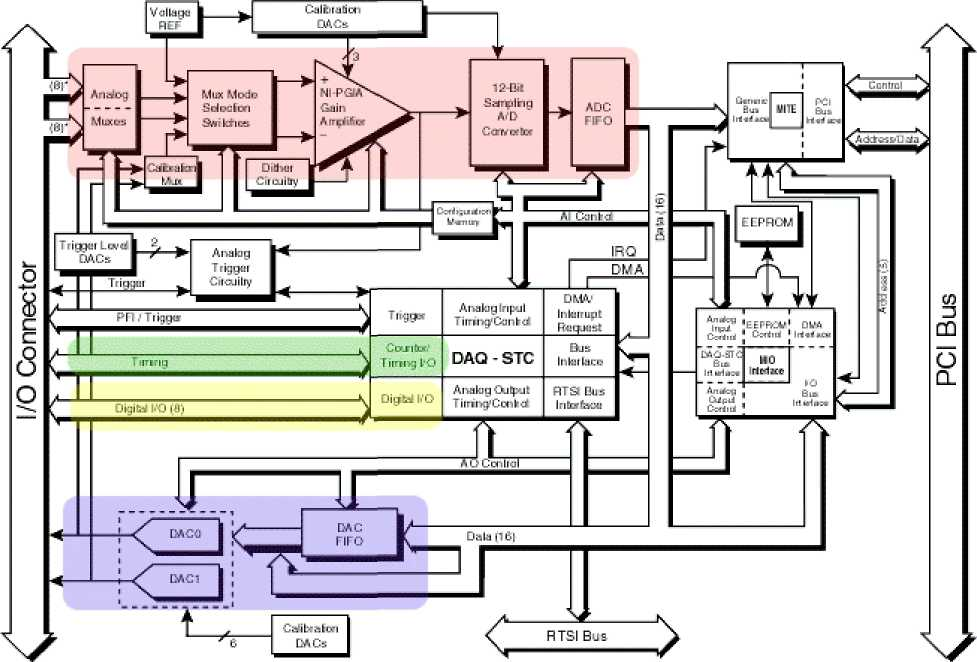 Voltage
REF
Calibration
DACs
3
(8)*
(8)*
Analog
Muxes
Mux Mode
Selection
Switches
+
NI-PGIA
Gain
Amplifier
−
12-Bit
Sampling
A/D
Converter
ADC
FIFO
Generic
Bus
Interface
MITE
PCI
Bus
Interface
Control
Address/Data
Calibration
Mux
Dither
Circuitry
Configuration
Memory
AI Control
Data (16)
EEPROM
Trigger Level
DACs
2
Analog
Trigger
Circuitry
IRQ
DMA
Address (5)
Trigger
I/O Connector
PCI Bus
PFI / Trigger
Timing
Digital I/O (8)
Trigger
Analog Input
Timing/Control
DMA/
Interrupt
Request
Counter/
Timing I/O
DAQ - STC
Bus
Interface
Digital I/O
Analog Output
Timing/Control
RTSI Bus
Interface
Analog
Input
Control
EEPROM
Control
DMA
Interface
DAQ-STC
Bus
Interface
MIO
Interface
Analog
Output
Control
I/O
Bus
Interface
AO Control
DAC0
DAC
FIFO
Data (16)
DAC1
6
Calibration
DACs
RTSI Bus